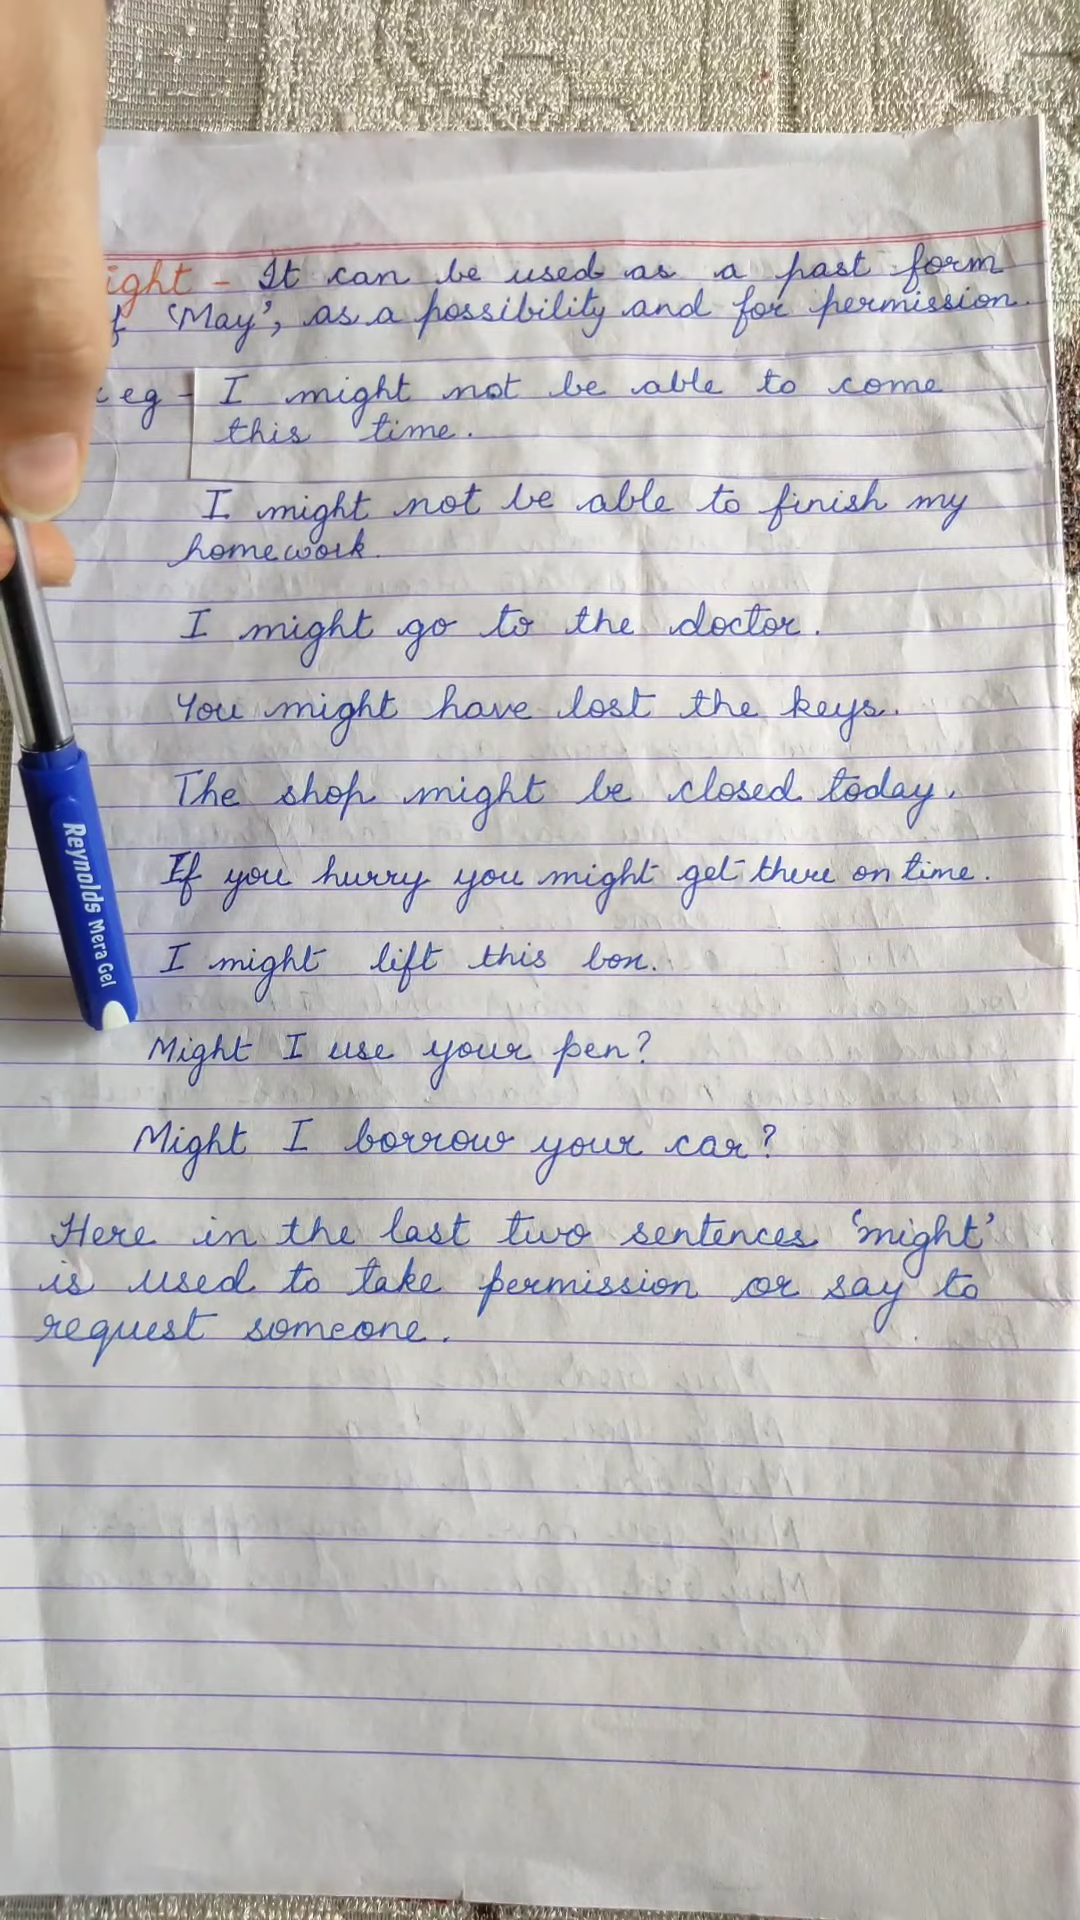 ight - It can be used as a past form
f 'May', as a possibility and for permission.
eg - I might not be able to come
this time.
I might not be able to finish my
homework.
I might go to the doctor.
You might have lost the keys.
The shop might be closed today.
If you hurry you might get there on time.
I might lift this box.
Might I use your pen?
Might I borrow your car?
Here in the last two sentences 'might'
is used to take permission or say to
request someone.
Reynolds Mera Gel